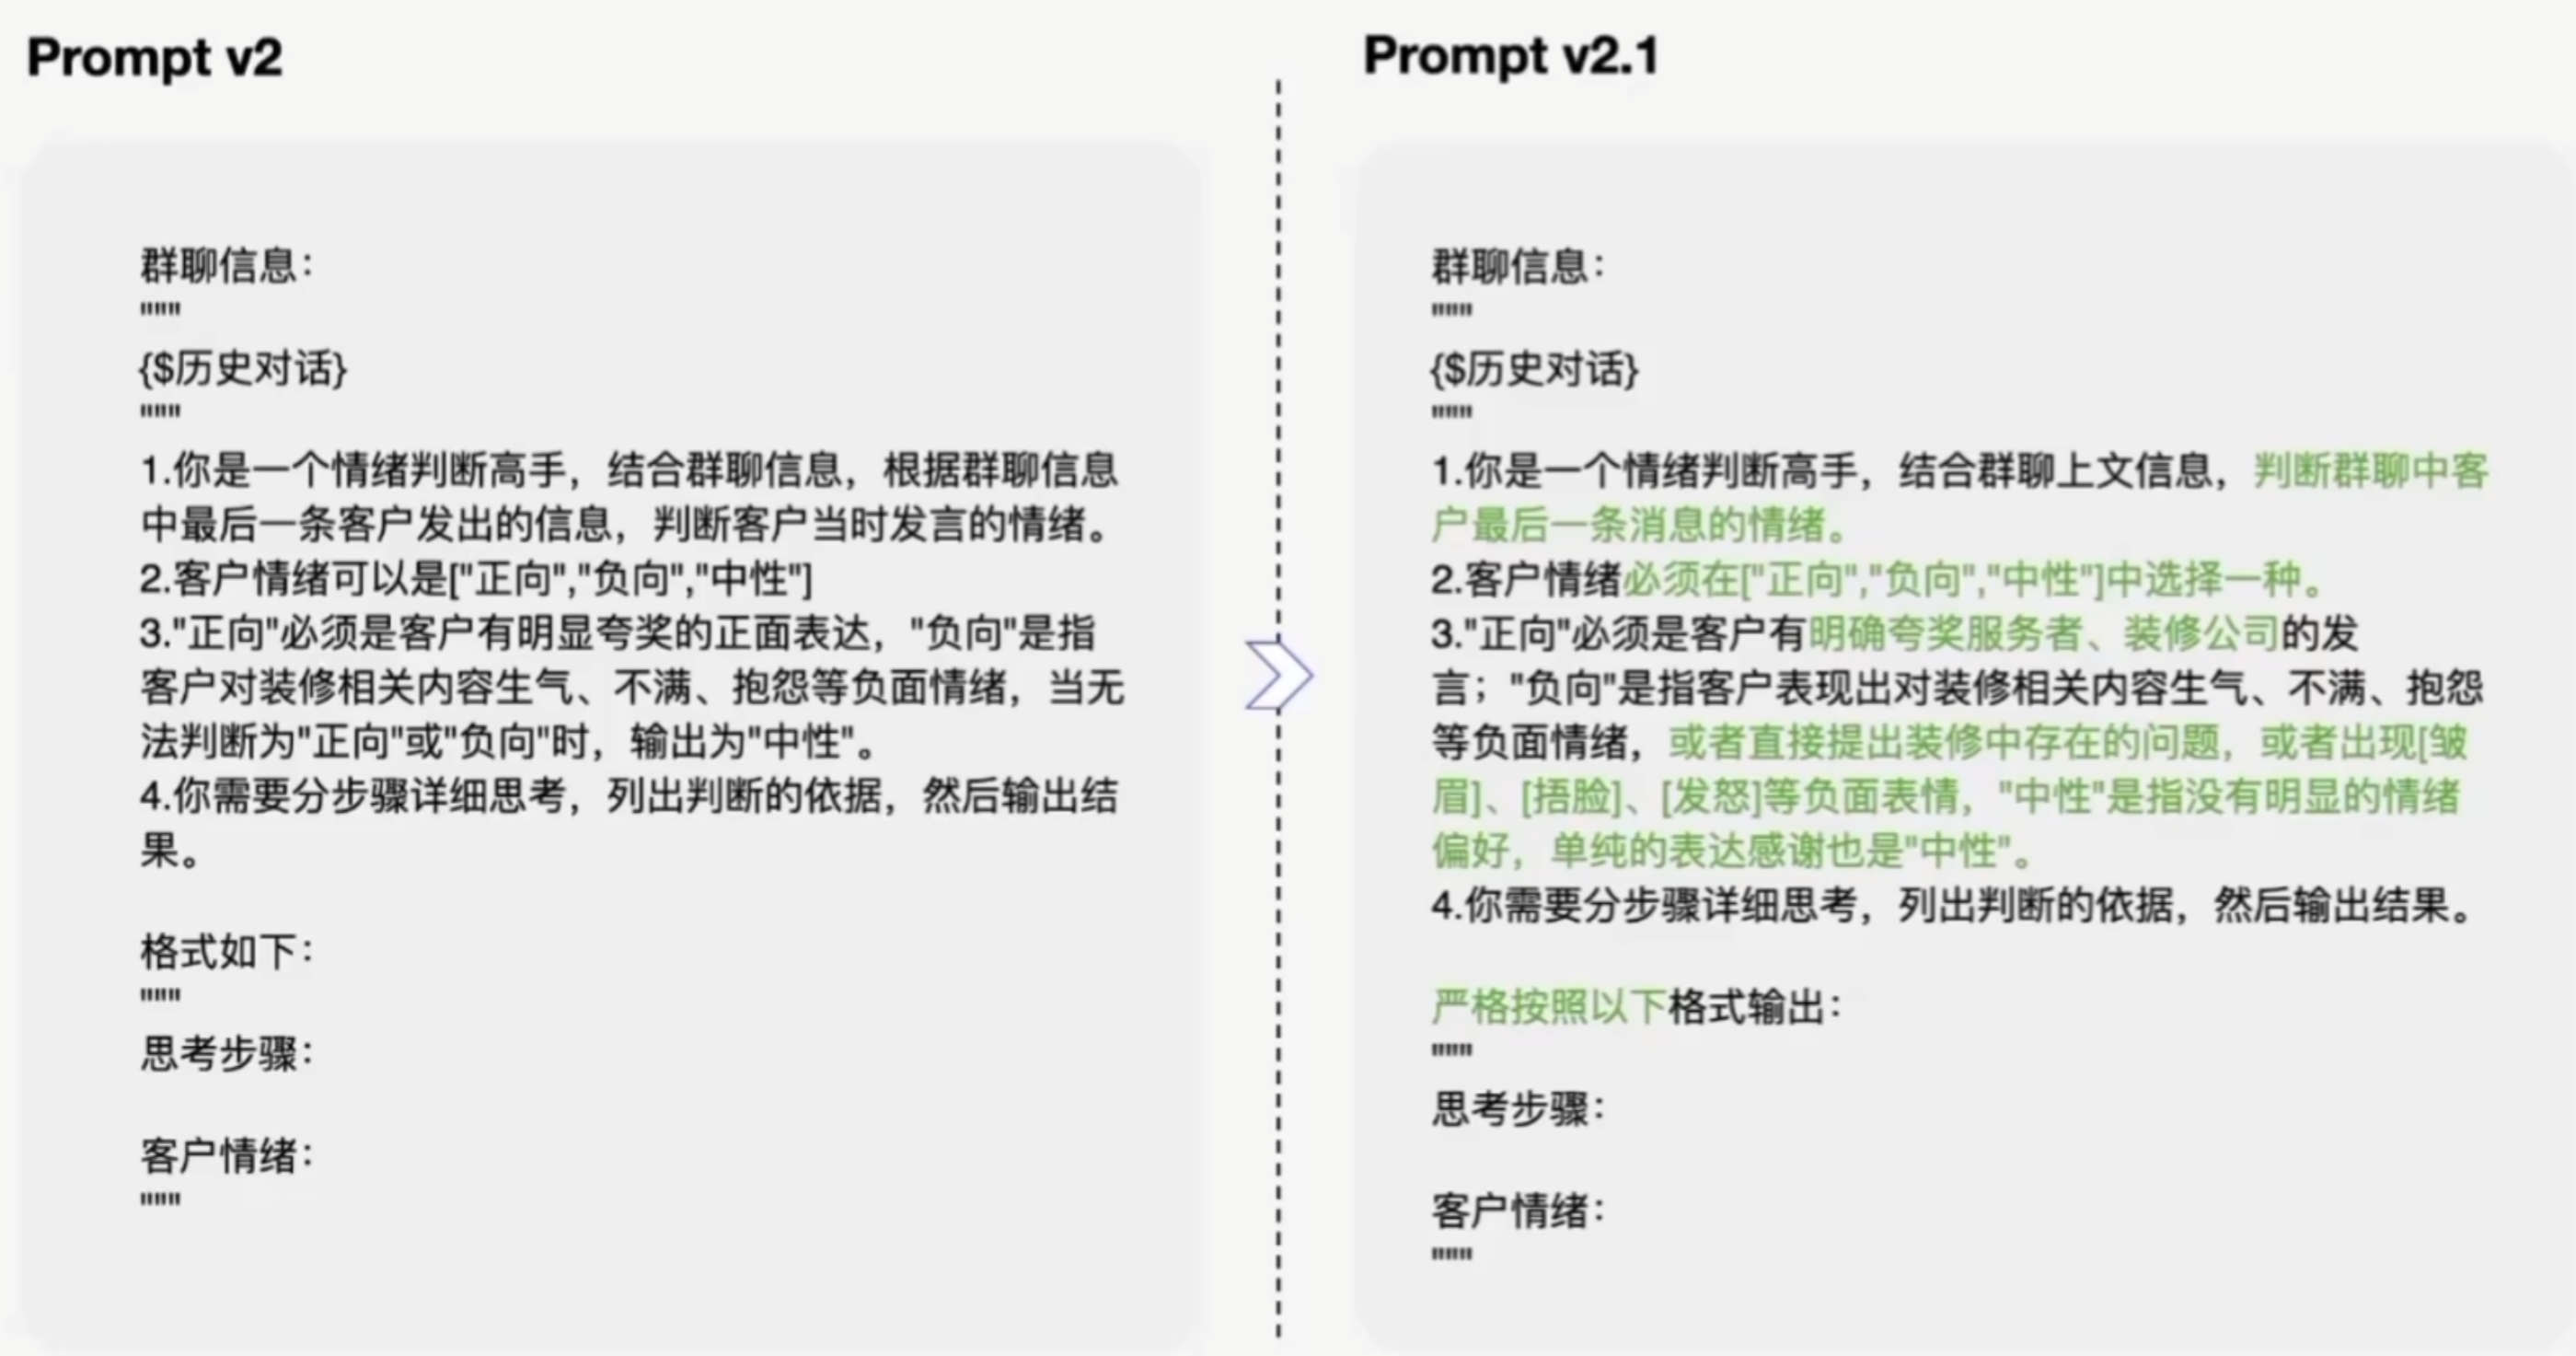 Prompt v2
群聊信息：
"""
{$历史对话}
"""
1.你是一个情绪判断高手，结合群聊信息，根据群聊信息
中最后一条客户发出的信息，判断客户当时发言的情绪。
2.客户情绪可以是["正向","负向","中性"]
3."正向"必须是客户有明显夸奖的正面表达，"负向"是指
客户对装修相关内容生气、不满、抱怨等负面情绪，当无
法判断为"正向"或"负向"时，输出为"中性"。
4.你需要分步骤详细思考，列出判断的依据，然后输出结
果。
格式如下：
"""
思考步骤：
客户情绪：
"""
Prompt v2.1
群聊信息：
"""
{$历史对话}
"""
1.你是一个情绪判断高手，结合群聊上文信息，判断群聊中客
户最后一条消息的情绪。
2.客户情绪必须在["正向","负向","中性"]中选择一种。
3."正向"必须是客户有明确夸奖服务者、装修公司的发
言；"负向"是指客户表现出对装修相关内容生气、不满、抱怨
等负面情绪，或者直接提出装修中存在的问题，或者出现[皱
眉]、[捂脸]、[发怒]等负面表情，"中性"是指没有明显的情绪
偏好，单纯的表达感谢也是"中性"。
4.你需要分步骤详细思考，列出判断的依据，然后输出结果。
严格按照以下格式输出：
"""
思考步骤：
客户情绪：
"""